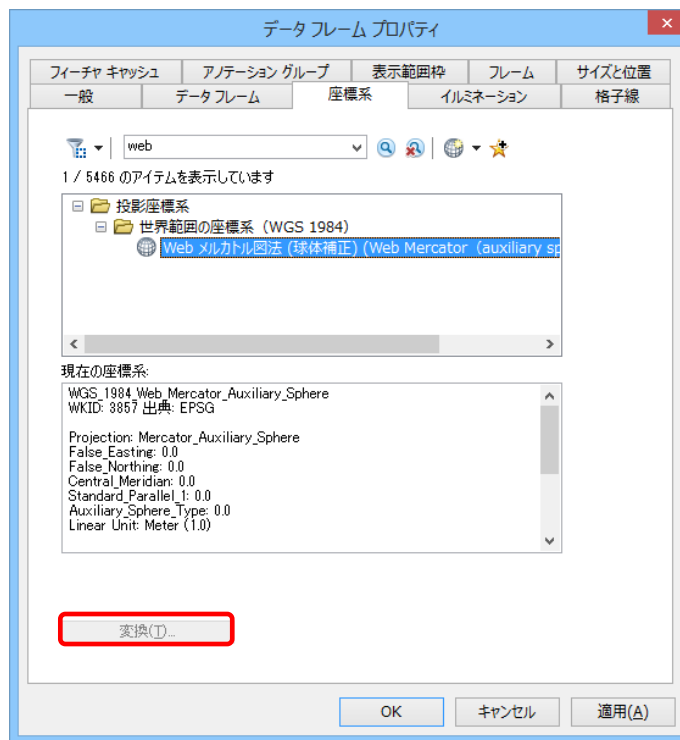 データ フレーム プロパティ
フィーチャ キャッシュ アノテーション グループ 表示範囲枠 フレーム サイズと位置
一般 データ フレーム 座標系 イルミネーション 格子線
web
1 / 5466 のアイテムを表示しています
投影座標系
世界範囲の座標系（WGS 1984）
Web メルカトル図法 (球体補正) (Web Mercator（auxiliary sp
現在の座標系:
WGS_1984_Web_Mercator_Auxiliary_Sphere
WKID: 3857 出典: EPSG
Projection: Mercator_Auxiliary_Sphere
False_Easting: 0.0
False_Northing: 0.0
Central_Meridian: 0.0
Standard_Parallel_1: 0.0
Auxiliary_Sphere_Type: 0.0
Linear Unit: Meter (1.0)
変換(T)...
OK キャンセル 適用(A)